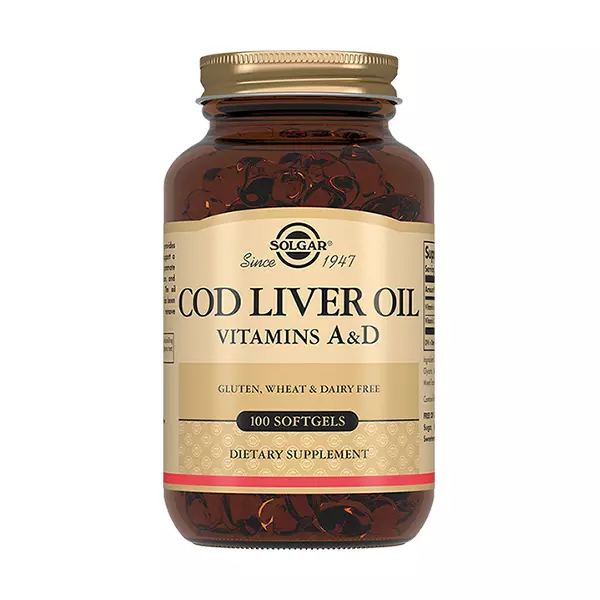 SOLGAR®
Since 1947
COD LIVER OIL
VITAMINS A&D
GLUTEN, WHEAT & DAIRY FREE
100 SOFTGELS
DIETARY SUPPLEMENT